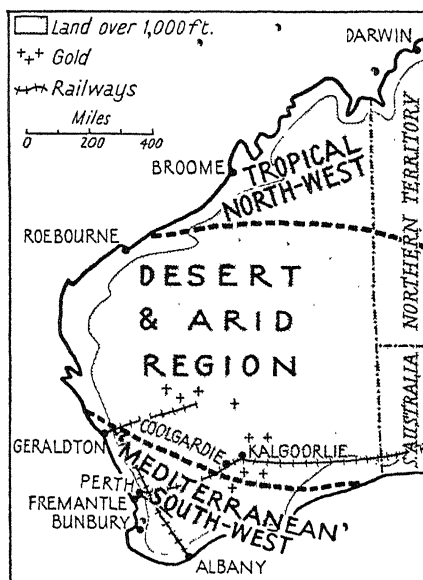 Land over 1,000 ft.
Gold
Railways
Miles
0 200 400
DARWIN
BROOME
TROPICAL
NORTH-WEST
ROEBOURNE
NORTHERN TERRITORY
DESERT
& ARID
REGION
S. AUSTRALIA
GERALDTON
COOLGARDIE
KALGOORLIE
'MEDITERRANEAN'
SOUTH-WEST
PERTH
FREMANTLE
BUNBURY
ALBANY